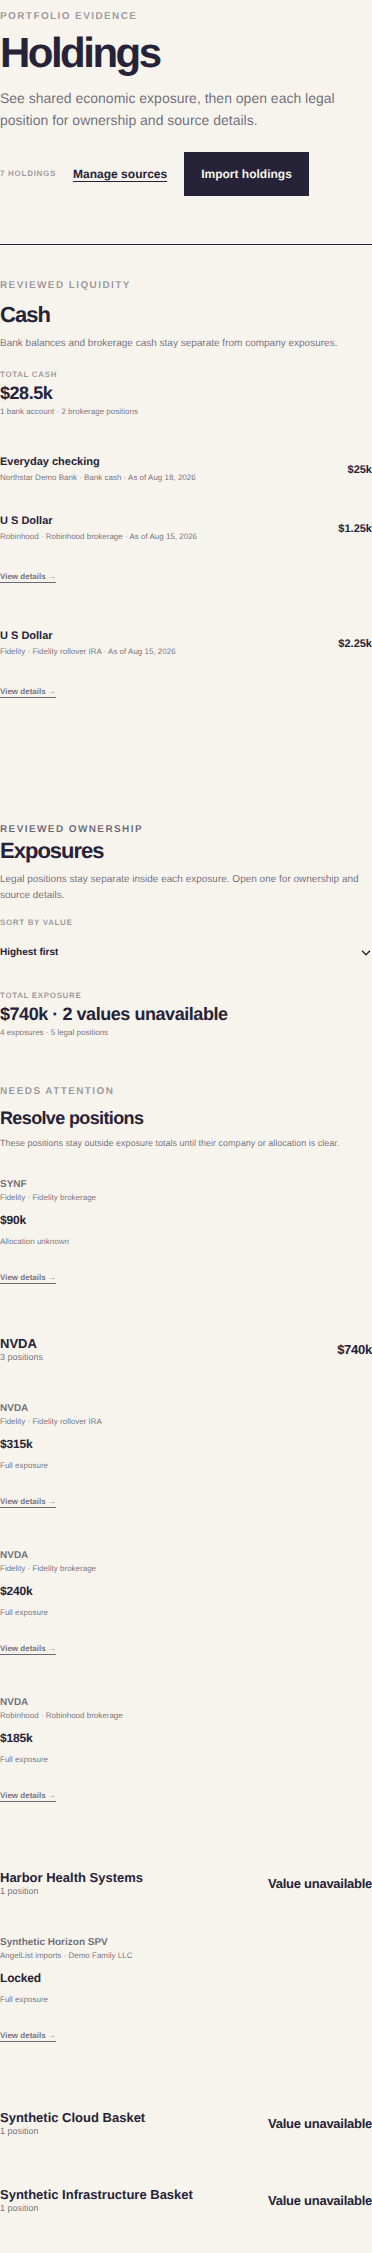 PORTFOLIO EVIDENCE
Holdings
See shared economic exposure, then open each legal
position for ownership and source details.
7 HOLDINGS Manage sources Import holdings
REVIEWED LIQUIDITY
Cash
Bank balances and brokerage cash stay separate from company exposures.
TOTAL CASH
$28.5k
1 bank account · 2 brokerage positions
Everyday checking
$25k
Northstar Demo Bank · Bank cash · As of Aug 18, 2026
U S Dollar
$1.25k
Robinhood · Robinhood brokerage · As of Aug 15, 2026
View details →
U S Dollar
$2.25k
Fidelity · Fidelity rollover IRA · As of Aug 15, 2026
View details →
REVIEWED OWNERSHIP
Exposures
Legal positions stay separate inside each exposure. Open one for ownership and
source details.
SORT BY VALUE
Highest first
TOTAL EXPOSURE
$740k · 2 values unavailable
4 exposures · 5 legal positions
NEEDS ATTENTION
Resolve positions
These positions stay outside exposure totals until their company or allocation is clear.
SYNF
Fidelity · Fidelity brokerage
$90k
Allocation unknown
View details →
NVDA
$740k
3 positions
NVDA
Fidelity · Fidelity rollover IRA
$315k
Full exposure
View details →
NVDA
Fidelity · Fidelity brokerage
$240k
Full exposure
View details →
NVDA
Robinhood · Robinhood brokerage
$185k
Full exposure
View details →
Harbor Health Systems
Value unavailable
1 position
Synthetic Horizon SPV
AngelList imports · Demo Family LLC
Locked
Full exposure
View details →
Synthetic Cloud Basket
Value unavailable
1 position
Synthetic Infrastructure Basket
Value unavailable
1 position